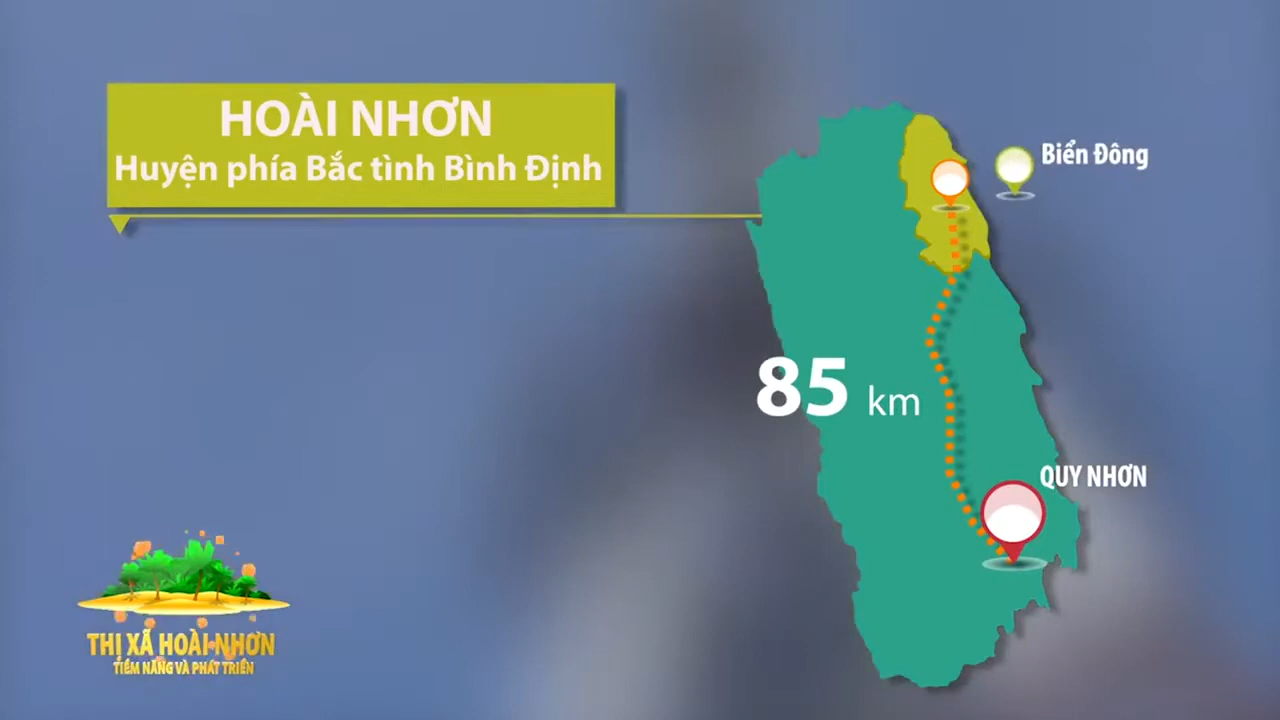 HOÀI NHƠN
Huyện phía Bắc tình Bình Định
Biển Đông
85 km
QUY NHƠN
THỊ XÃ HOÀI NHƠN
TIỀM NĂNG VÀ PHÁT TRIỂN